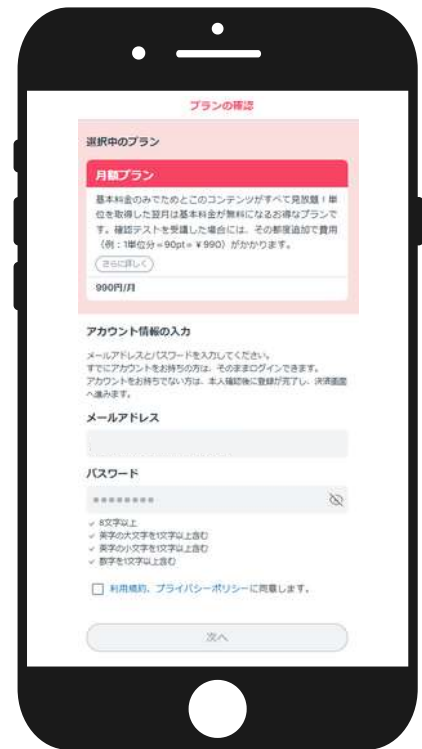 プランの確認
選択中のプラン
月額プラン
基本料金のみでためとこのコンテンツがすべて見放題！単
位を取得した翌月は基本料金が無料になるお得なプランで
す。確認テストを受講した場合には、その都度追加で費用
（例：1単位分＝90pt＝￥990）がかかります。
さらに詳しく
990円/月
アカウント情報の入力
メールアドレスとパスワードを入力してください。
すでにアカウントをお持ちの方は、そのままログインできます。
アカウントをお持ちでない方は、本人確認後に登録が完了し、決済画面
へ進みます。
メールアドレス
パスワード
8文字以上
英字の大文字を1文字以上含む
英字の小文字を1文字以上含む
数字を1文字以上含む
利用規約、プライバシーポリシーに同意します。
次へ